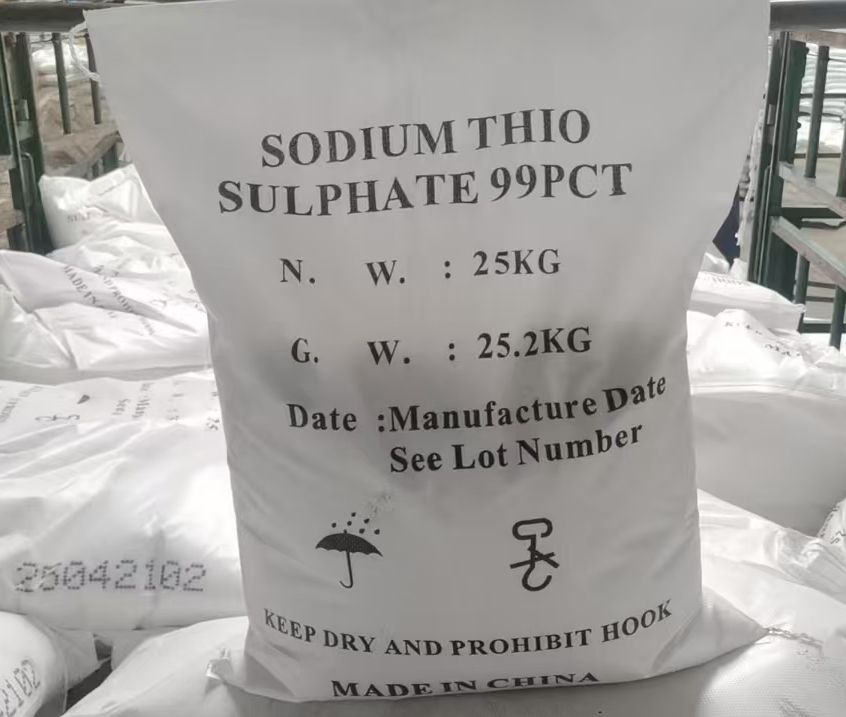 SODIUM THIO
SULPHATE 99PCT
N. W. : 25KG
G. W. : 25.2KG
Date :Manufacture Date
See Lot Number
KEEP DRY AND PROHIBIT HOOK
MADE IN CHINA
25042102